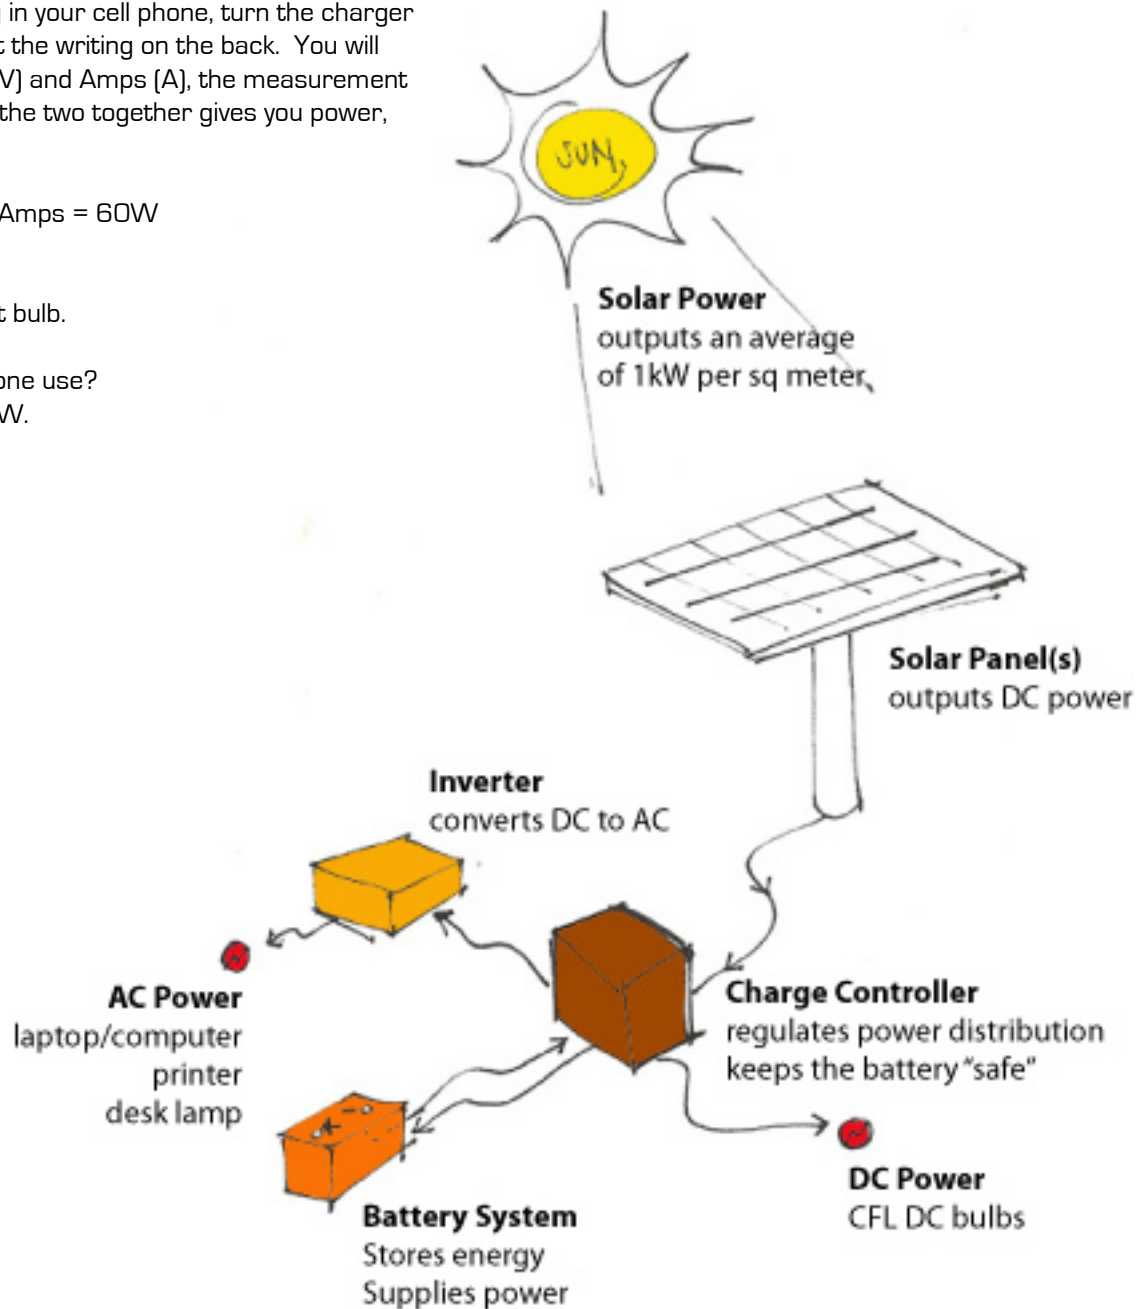 in your cell phone, turn the charger
the writing on the back. You will
V) and Amps (A), the measurement
the two together gives you power,
Amps = 60W
bulb.
one use?
W.
SUN
Solar Power
outputs an average
of 1kW per sq meter
Solar Panel(s)
outputs DC power
Inverter
converts DC to AC
AC Power
laptop/computer
printer
desk lamp
Charge Controller
regulates power distribution
keeps the battery "safe"
DC Power
CFL DC bulbs
Battery System
Stores energy
Supplies power